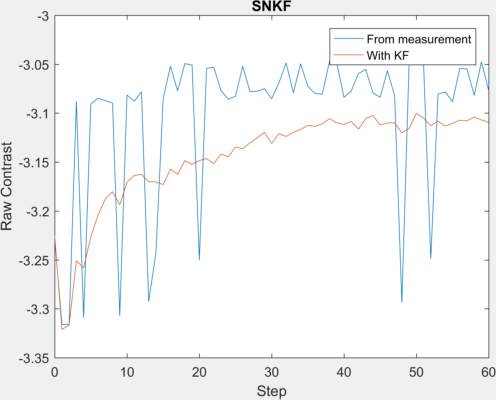 SNKF
-3
From measurement
With KF
-3.05
-3.1
-3.15
-3.2
-3.25
-3.3
-3.35
Raw Contrast
0 10 20 30 40 50 60
Step